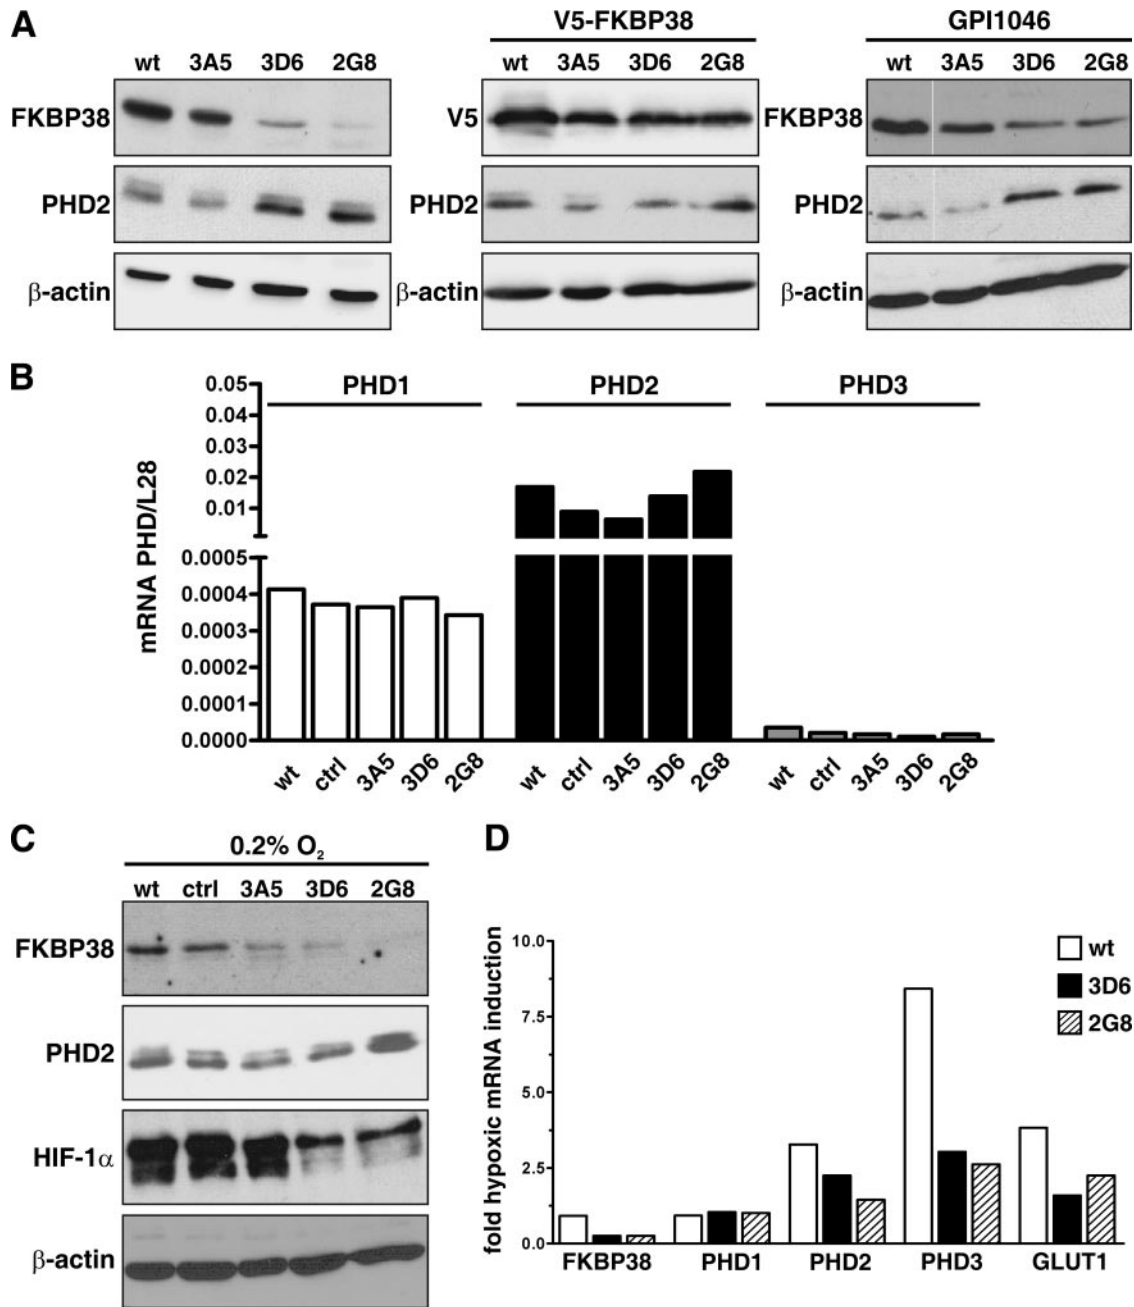 A
V5-FKBP38
GPI1046
wt 3A5 3D6 2G8
wt 3A5 3D6 2G8
wt 3A5 3D6 2G8
FKBP38
V5
FKBP38
PHD2
PHD2
PHD2
β-actin
β-actin
β-actin
B
PHD1
PHD2
PHD3
mRNA PHD/L28
0.05
0.04
0.03
0.02
0.01
0.0005
0.0004
0.0003
0.0002
0.0001
0.0000
wt ctrl 3A5 3D6 2G8
wt ctrl 3A5 3D6 2G8
wt ctrl 3A5 3D6 2G8
C
0.2% O₂
wt ctrl 3A5 3D6 2G8
FKBP38
PHD2
HIF-1α
β-actin
D
fold hypoxic mRNA induction
10.0
7.5
5.0
2.5
0.0
FKBP38 PHD1 PHD2 PHD3 GLUT1
wt
3D6
2G8